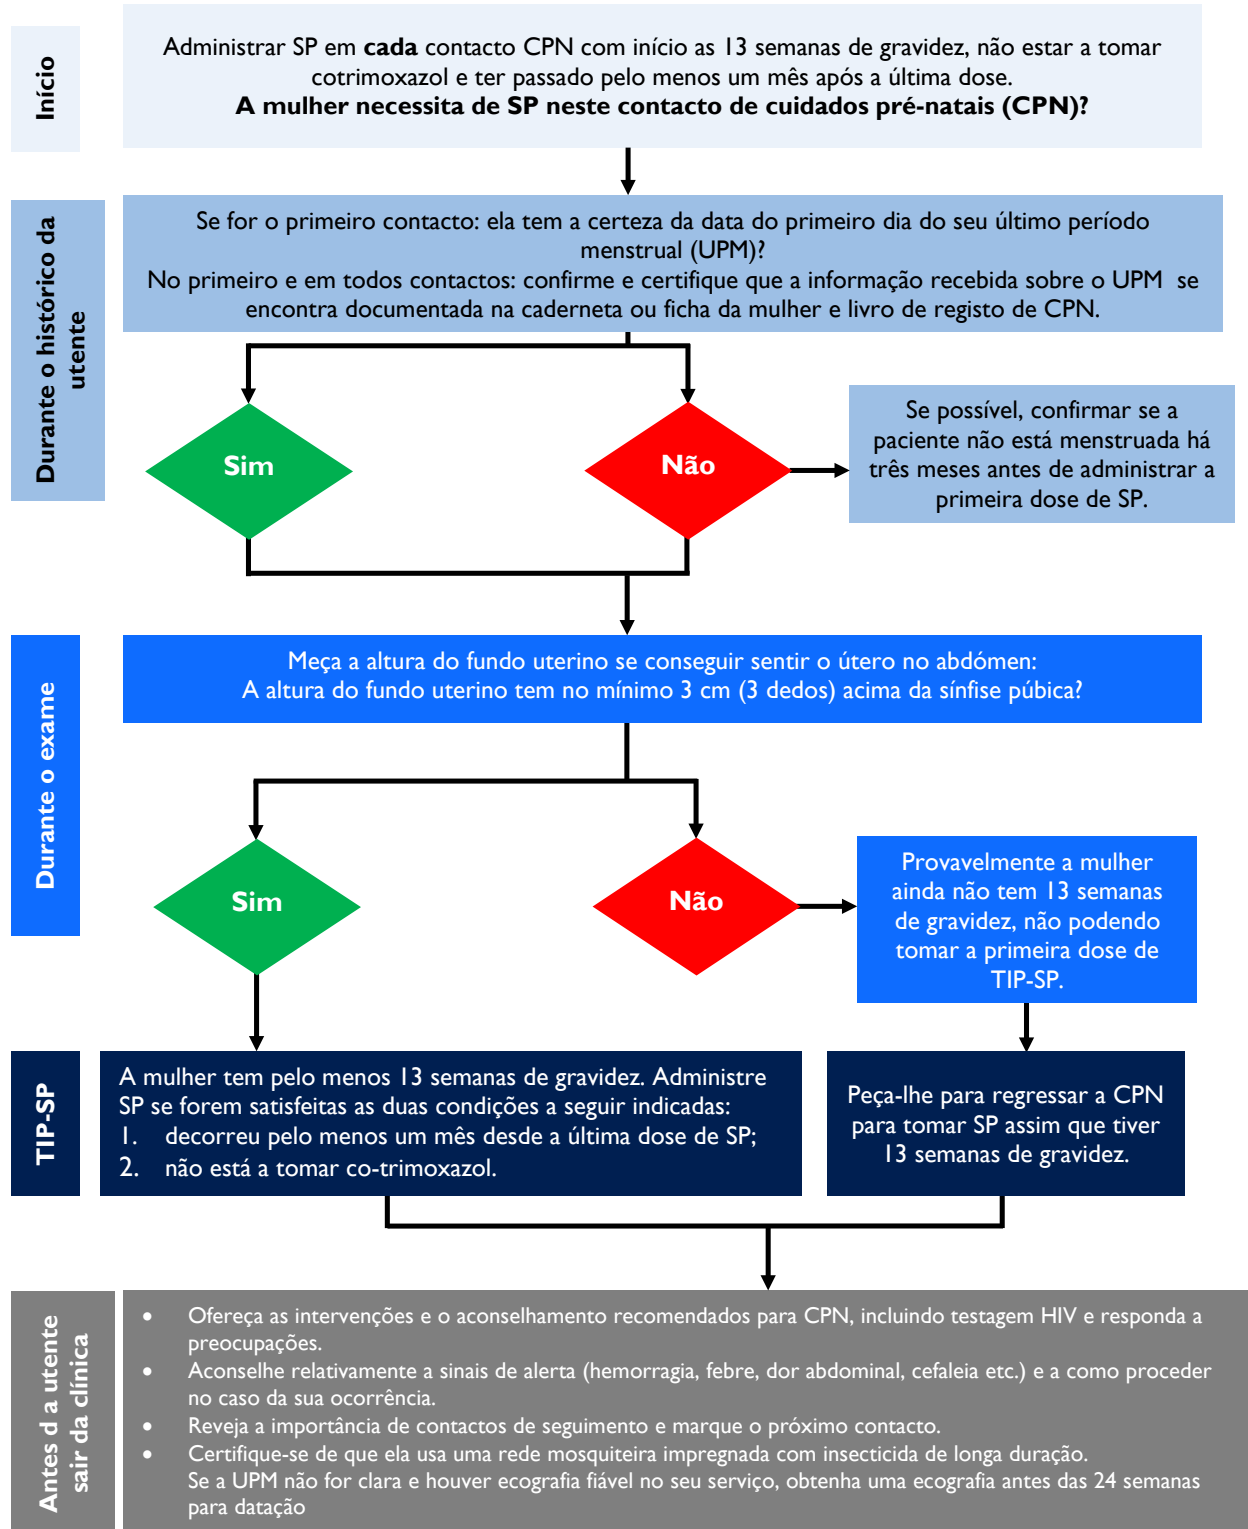 Início
Administrar SP em cada contacto CPN com início as 13 semanas de gravidez, não estar a tomar
cotrimoxazol e ter passado pelo menos um mês após a última dose.
A mulher necessita de SP neste contacto de cuidados pré-natais (CPN)?
Durante o histórico da
utente
Se for o primeiro contacto: ela tem a certeza da data do primeiro dia do seu último período
menstrual (UPM)?
No primeiro e em todos contactos: confirme e certifique que a informação recebida sobre o UPM se
encontra documentada na caderneta ou ficha da mulher e livro de registo de CPN.
Sim
Não
Se possível, confirmar se a
paciente não está menstruada há
três meses antes de administrar a
primeira dose de SP.
Durante o exame
Meça a altura do fundo uterino se conseguir sentir o útero no abdómen:
A altura do fundo uterino tem no mínimo 3 cm (3 dedos) acima da sínfise púbica?
Sim
Não
Provavelmente a mulher
ainda não tem 13 semanas
de gravidez, não podendo
tomar a primeira dose de
TIP-SP.
TIP-SP
A mulher tem pelo menos 13 semanas de gravidez. Administre
SP se forem satisfeitas as duas condições a seguir indicadas:
1. decorreu pelo menos um mês desde a última dose de SP;
2. não está a tomar co-trimoxazol.
Peça-lhe para regressar a CPN
para tomar SP assim que tiver
13 semanas de gravidez.
Antes d a utente
sair da clínica
• Ofereça as intervenções e o aconselhamento recomendados para CPN, incluindo testagem HIV e responda a
preocupações.
• Aconselhe relativamente a sinais de alerta (hemorragia, febre, dor abdominal, cefaleia etc.) e a como proceder
no caso da sua ocorrência.
• Reveja a importância de contactos de seguimento e marque o próximo contacto.
• Certifique-se de que ela usa uma rede mosquiteira impregnada com insecticida de longa duração.
Se a UPM não for clara e houver ecografia fiável no seu serviço, obtenha uma ecografia antes das 24 semanas
para datação